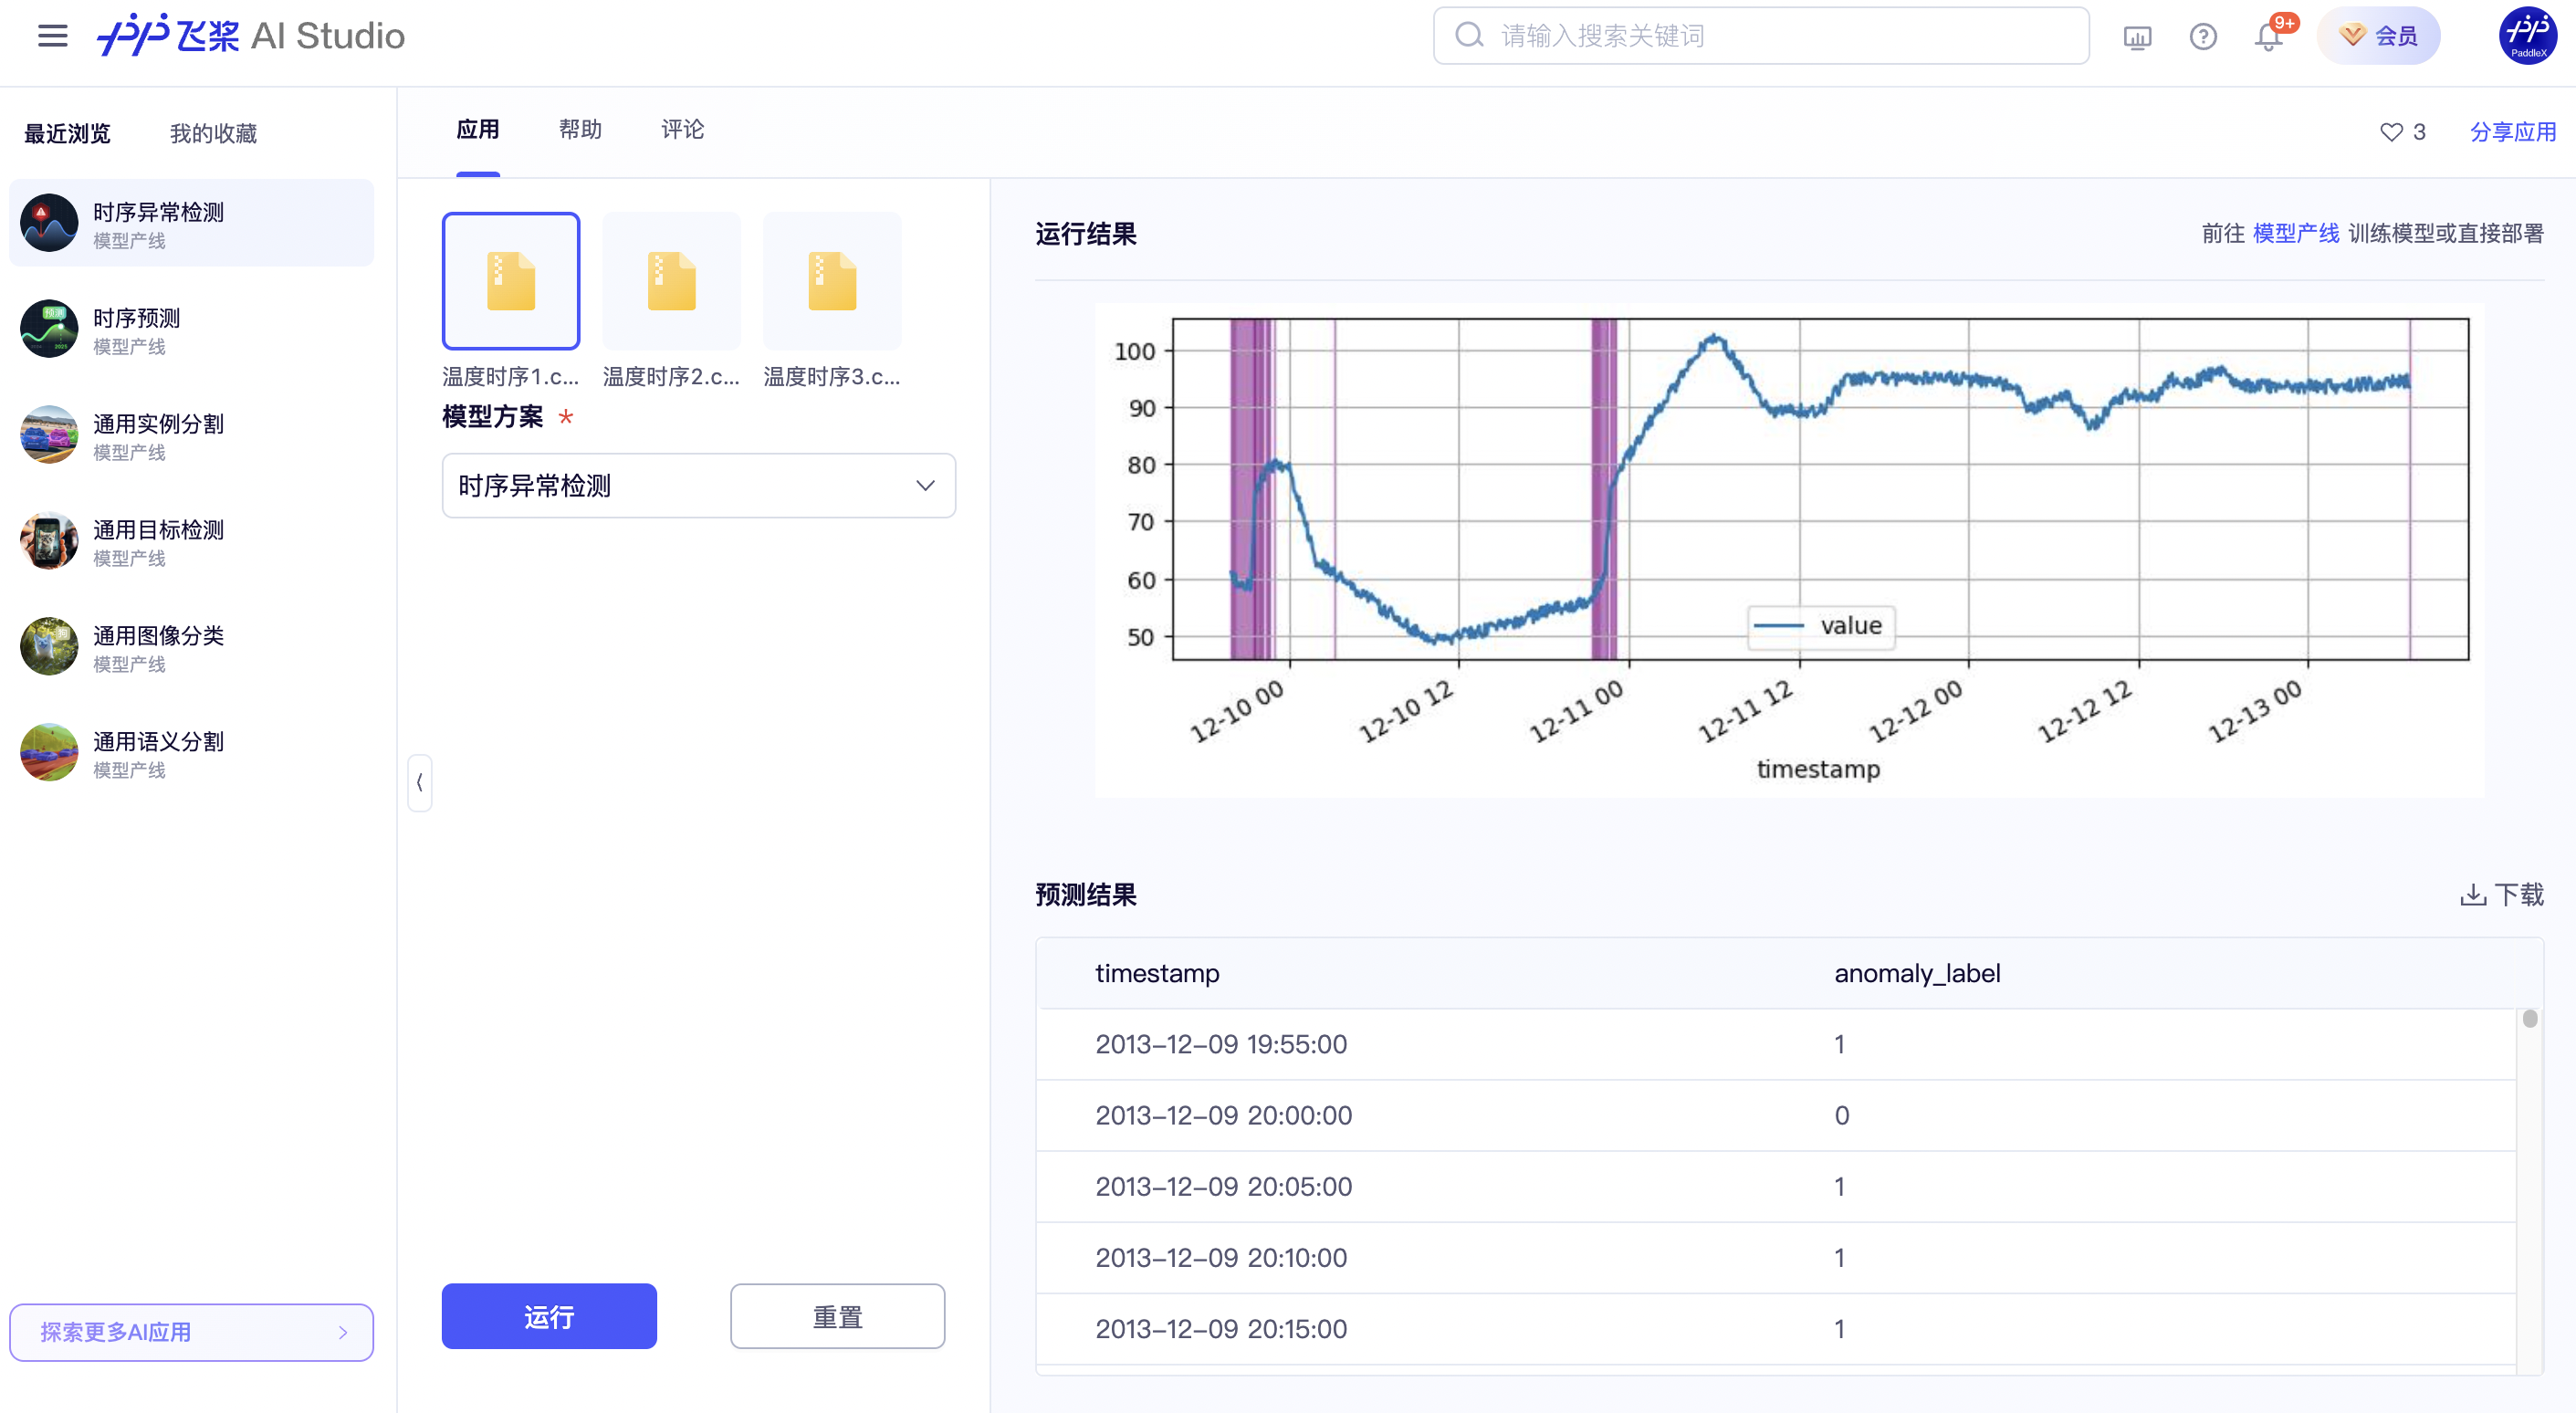 飞桨 AI Studio
请输入搜索关键词
9+
会员
PaddleX
最近浏览
我的收藏
时序异常检测
模型产线
时序预测
模型产线
通用实例分割
模型产线
通用目标检测
模型产线
通用图像分类
模型产线
通用语义分割
模型产线
探索更多AI应用
应用
帮助
评论
3
分享应用
温度时序1.c...
温度时序2.c...
温度时序3.c...
模型方案 *
时序异常检测
运行
重置
运行结果
前往 模型产线 训练模型或直接部署
100
90
80
70
60
50
value
12-10 00
12-10 12
12-11 00
12-11 12
12-12 00
12-12 12
12-13 00
timestamp
预测结果
下载
timestamp anomaly_label
2013-12-09 19:55:00 1
2013-12-09 20:00:00 0
2013-12-09 20:05:00 1
2013-12-09 20:10:00 1
2013-12-09 20:15:00 1